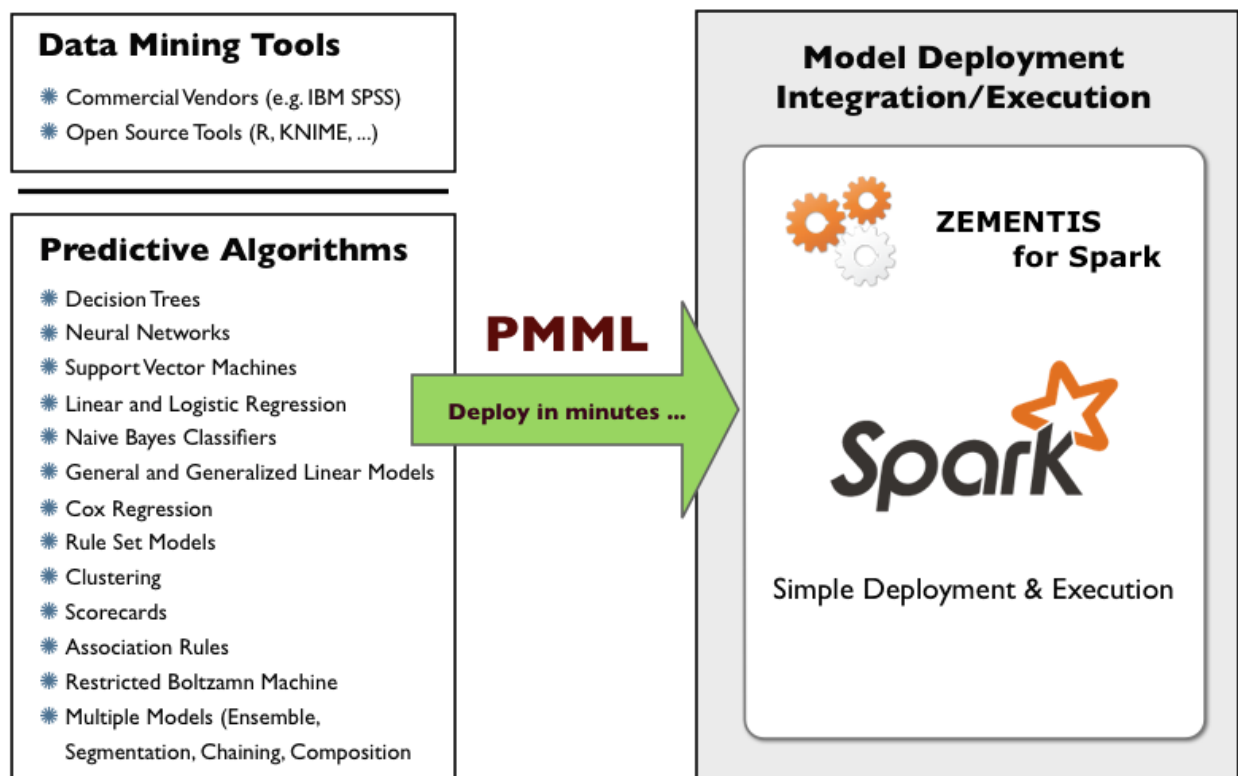 Data Mining Tools
Commercial Vendors (e.g. IBM SPSS)
Open Source Tools (R, KNIME, ...)
Predictive Algorithms
Decision Trees
Neural Networks
Support Vector Machines
Linear and Logistic Regression
Naive Bayes Classifiers
General and Generalized Linear Models
Cox Regression
Rule Set Models
Clustering
Scorecards
Association Rules
Restricted Boltzamn Machine
Multiple Models (Ensemble,
Segmentation, Chaining, Composition
PMML
Deploy in minutes ...
Model Deployment
Integration/Execution
ZEMENTIS
for Spark
Spark
Simple Deployment & Execution